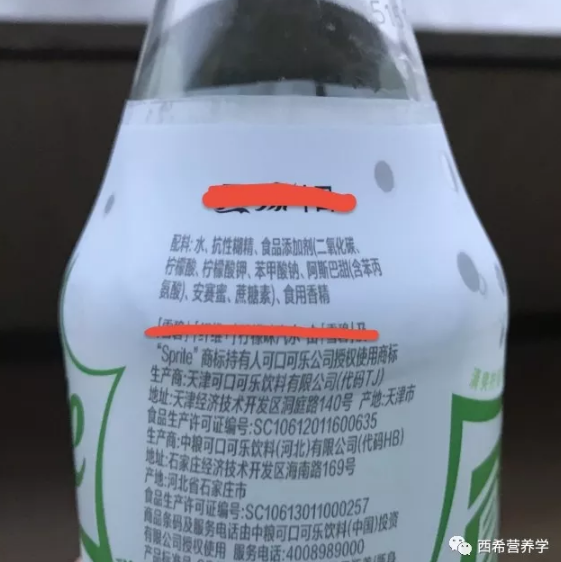 配料: 水、抗性糊精、食品添加剂(二氧化碳、
柠檬酸、柠檬酸钾、苯甲酸钠、阿斯巴甜(含苯丙
氨酸)、安赛蜜、蔗糖素)、食用香精
“Sprite”商标持有人可口可乐公司授权使用商标
生产商:天津可口可乐饮料有限公司(代码TJ)
地址:天津经济技术开发区洞庭路140号 产地:天津市
食品生产许可证编号:SC10612011600635
生产商:中粮可口可乐饮料(河北)有限公司(代码HB)
地址:石家庄经济技术开发区海南路169号
产地:河北省石家庄市
食品生产许可证编号:SC10613011000257
商品条码及服务电话由中粮可口可乐饮料(中国)投资
有限公司授权使用 服务电话:4008989000
西希营养学